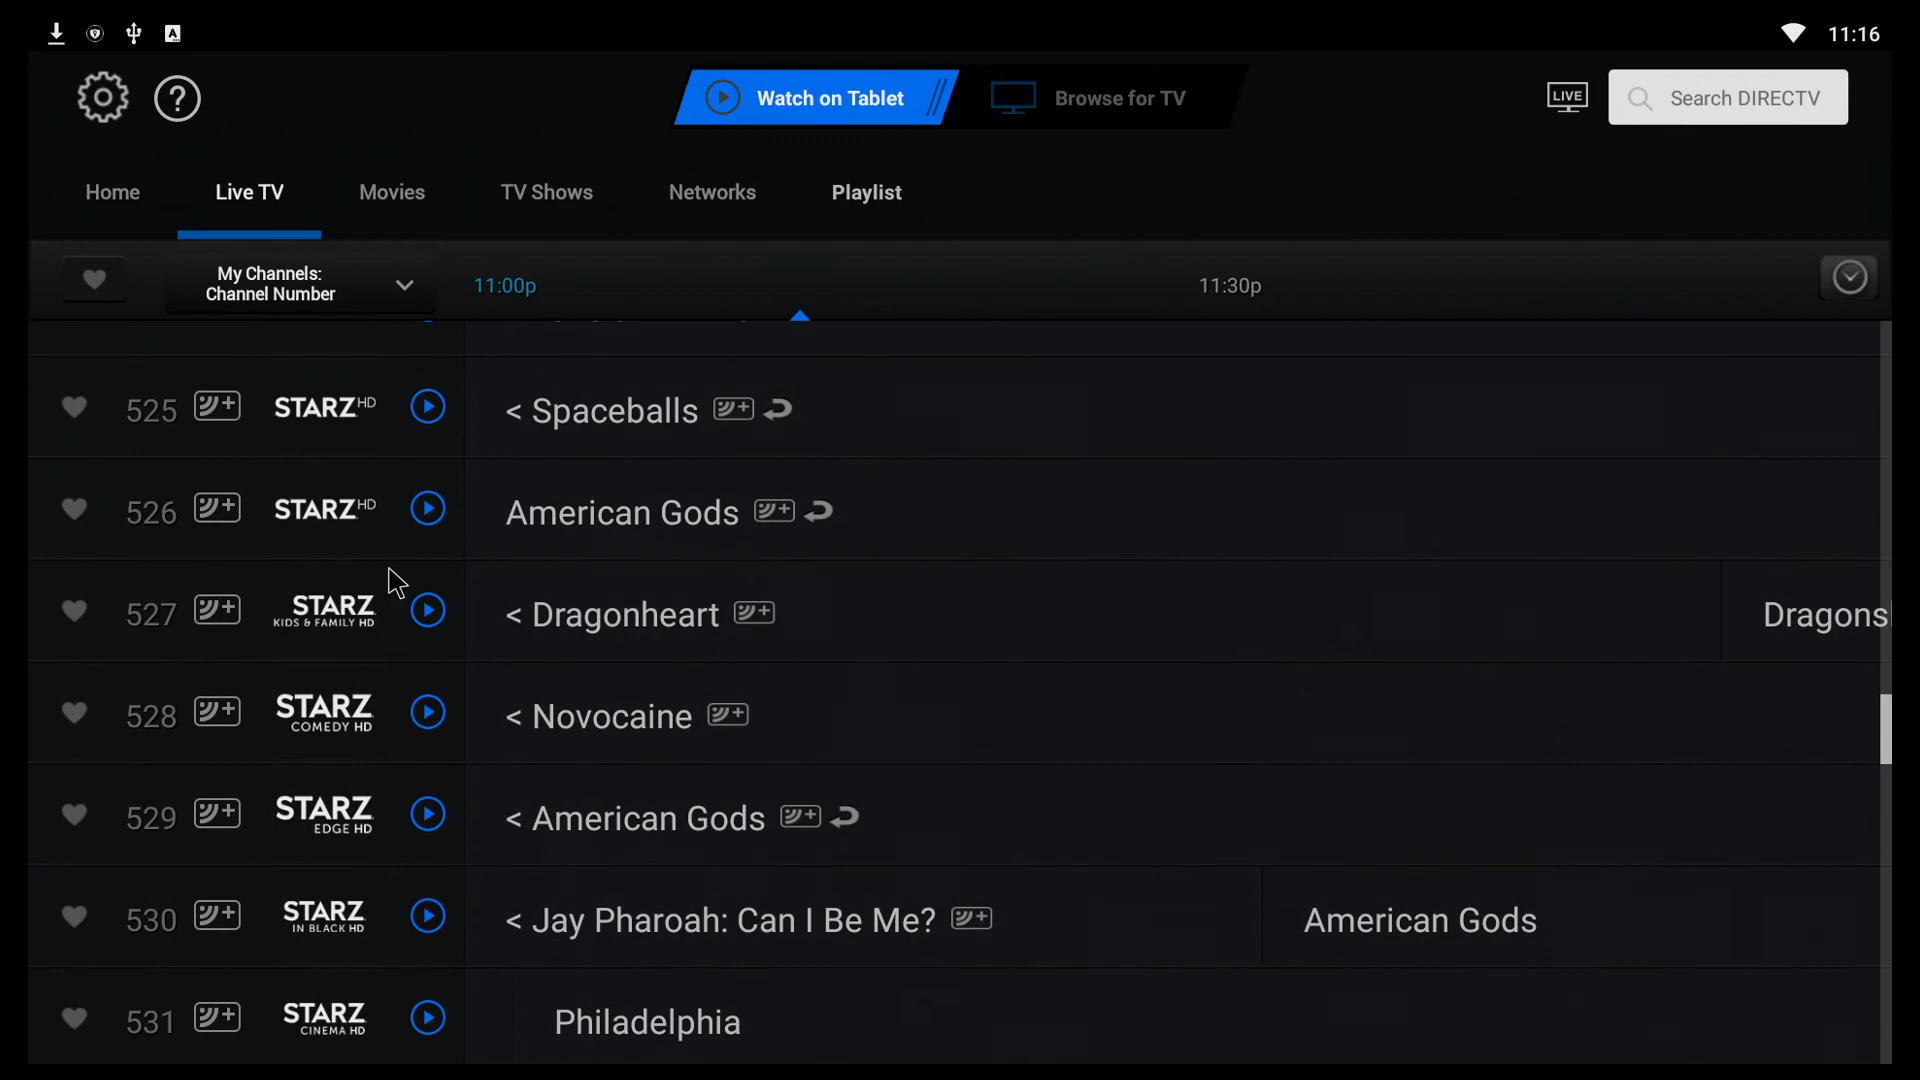 11:16
Watch on Tablet
Browse for TV
LIVE
Search DIRECTV
Home
Live TV
Movies
TV Shows
Networks
Playlist
My Channels:
Channel Number
11:00p
11:30p
525
STARZ HD
< Spaceballs
526
STARZ HD
American Gods
527
STARZ
KIDS & FAMILY HD
< Dragonheart
Dragons
528
STARZ
COMEDY HD
< Novocaine
529
STARZ
EDGE HD
< American Gods
530
STARZ
IN BLACK HD
< Jay Pharoah: Can I Be Me?
American Gods
531
STARZ
CINEMA HD
Philadelphia